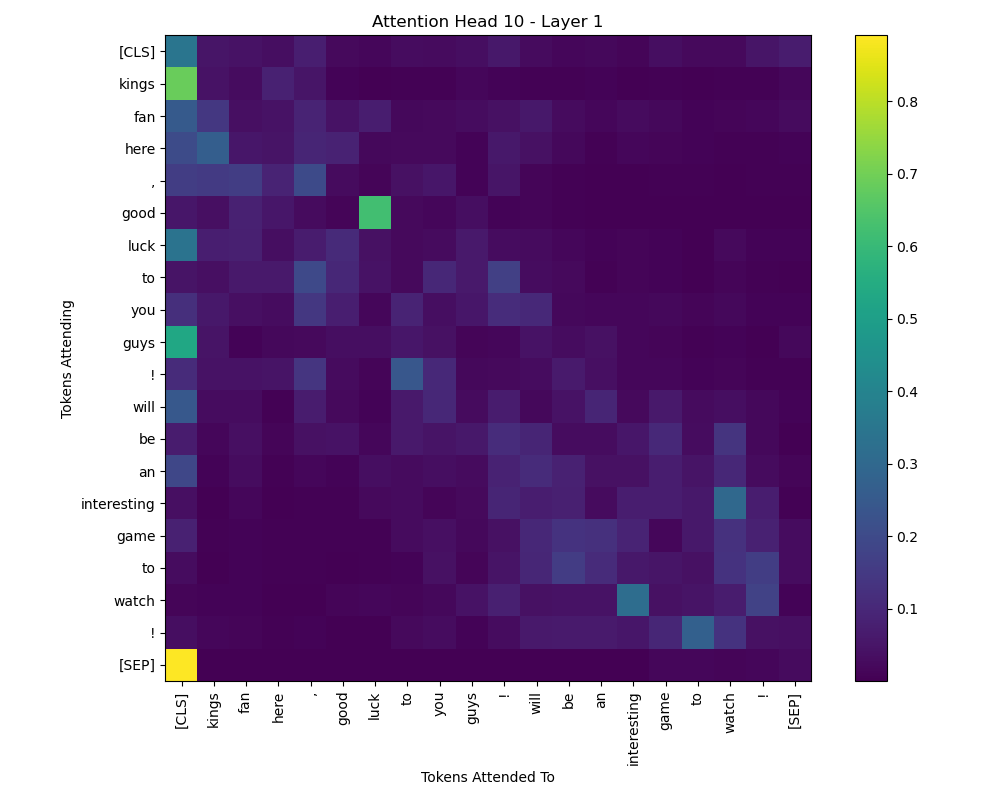 Attention Head 10 - Layer 1
[CLS]
kings
fan
here
,
good
luck
to
you
guys
!
will
be
an
interesting
game
to
watch
!
[SEP]
Tokens Attending
[CLS]
kings
fan
here
,
good
luck
to
you
guys
!
will
be
an
interesting
game
to
watch
!
[SEP]
Tokens Attended To
0.8
0.7
0.6
0.5
0.4
0.3
0.2
0.1